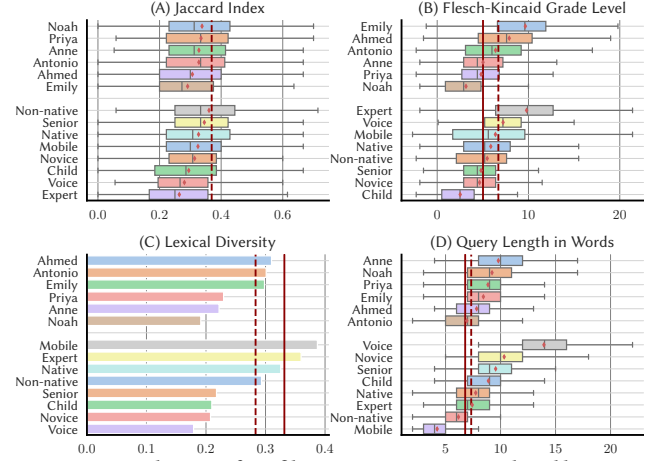 (A) Jaccard Index
Noah
Priya
Anne
Antonio
Ahmed
Emily
Non-native
Senior
Native
Mobile
Novice
Child
Voice
Expert
0.0 0.2 0.4 0.6
(B) Flesch-Kincaid Grade Level
Emily
Ahmed
Antonio
Anne
Priya
Noah
Expert
Voice
Mobile
Native
Non-native
Senior
Novice
Child
0 10 20
(C) Lexical Diversity
Ahmed
Antonio
Emily
Priya
Anne
Noah
Mobile
Expert
Native
Non-native
Senior
Child
Novice
Voice
0.0 0.1 0.2 0.3 0.4
(D) Query Length in Words
Anne
Noah
Priya
Emily
Ahmed
Antonio
Voice
Novice
Senior
Child
Native
Expert
Non-native
Mobile
5 10 15 20